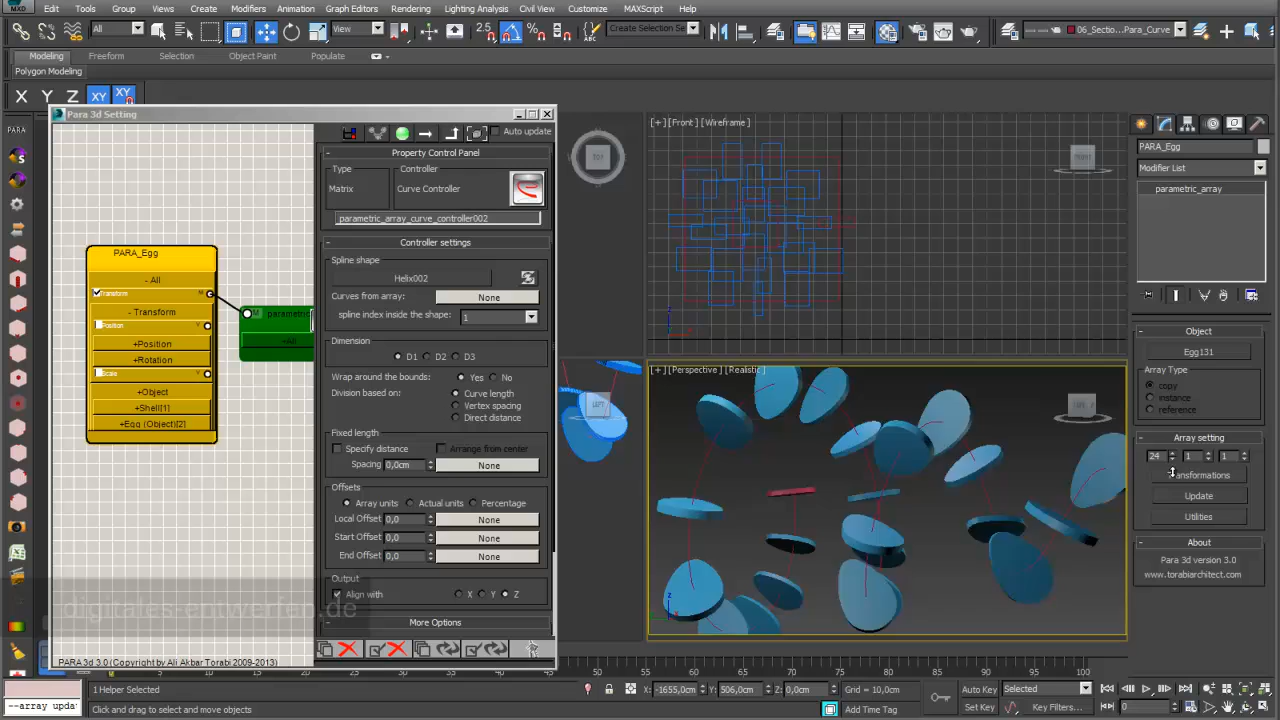 MXD
Edit Tools Group Views Create Modifiers Animation Graph Editors Rendering Lighting Analysis Civil View Customize MAXScript Help
All View 2.5 Create Selection Se 06_Sectio...Para_Curve
Modeling Freeform Selection Object Paint Populate
Polygon Modeling
X Y Z XY XY
Para 3d Setting
PARA
Auto update
Property Control Panel
Type Controller
Matrix Curve Controller
parametric_array_curve_controller002
Controller settings
Spline shape
Helix002
Curves from array: None
spline index inside the shape: 1
Dimension
D1 D2 D3
Wrap around the bounds: Yes No
Division based on: Curve length
Vertex spacing
Direct distance
Fixed length
Specify distance Arrange from center
Spacing 0,0cm None
Offsets
Array units Actual units Percentage
Local Offset 0,0 None
Start Offset 0,0 None
End Offset 0,0 None
Output
Align with X Y Z
More Options
PARA_Egg
- All
Transform M
- Transform
Position V
+Position
+Rotation
Scale V
+Object
+Shell[1]
+Egg (Object)[2]
M parametric
-All
digitales-entwerfen.de
PARA 3d 3.0 (Copyright by Ali Akbar Torabi 2009-2013)
TOP
[+] [Front] [Wireframe]
FRONT
LEFT
[+] [Perspective] [Realistic]
PARA_Egg
Modifier List
parametric_array
Object
Egg131
Array Type
copy
instance
reference
Array setting
24 1 1
Transformations
Update
Utilities
About
Para 3d version 3.0
www.torabiarchitect.com
50 55 60 65 70 75 80 85 90 95 100
1 Helper Selected X: -1655,0cm Y: 506,0cm Z: 0,0cm Grid = 10,0cm Auto Key Selected
--array upda Click and drag to select and move objects Add Time Tag Set Key Key Filters... 0